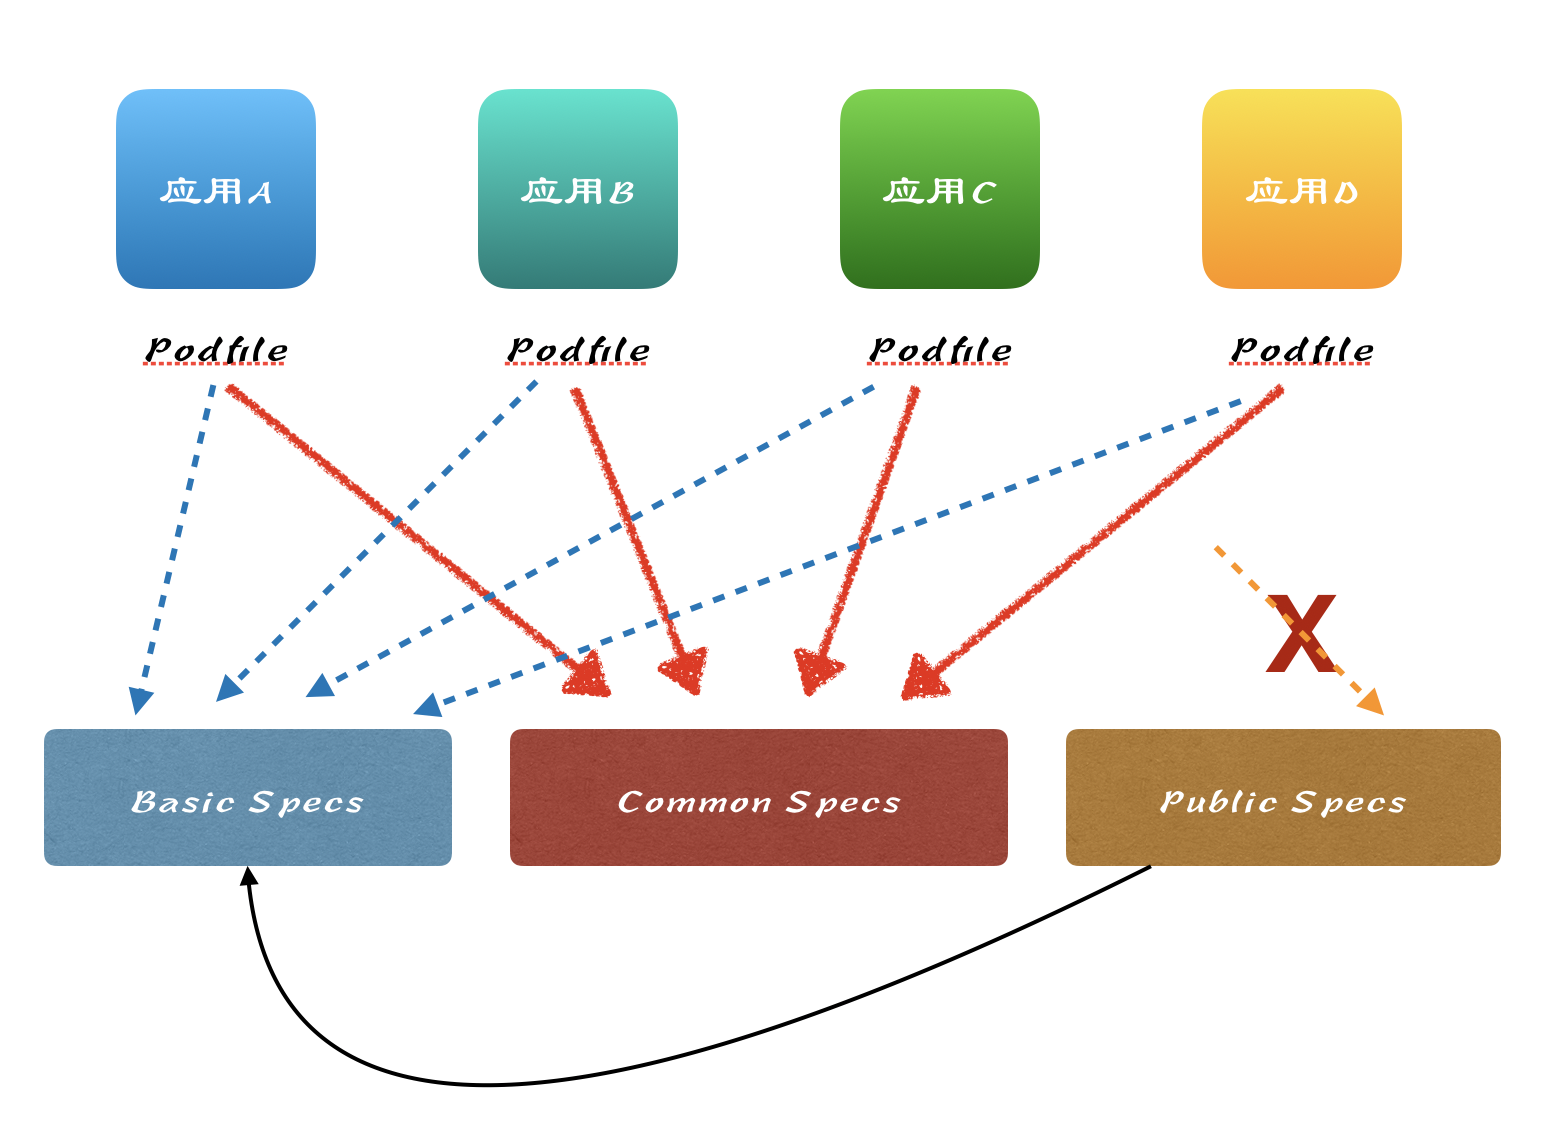 应用A
应用B
应用C
应用D
Podfile
Podfile
Podfile
Podfile
X
Basic Specs
Common Specs
Public Specs